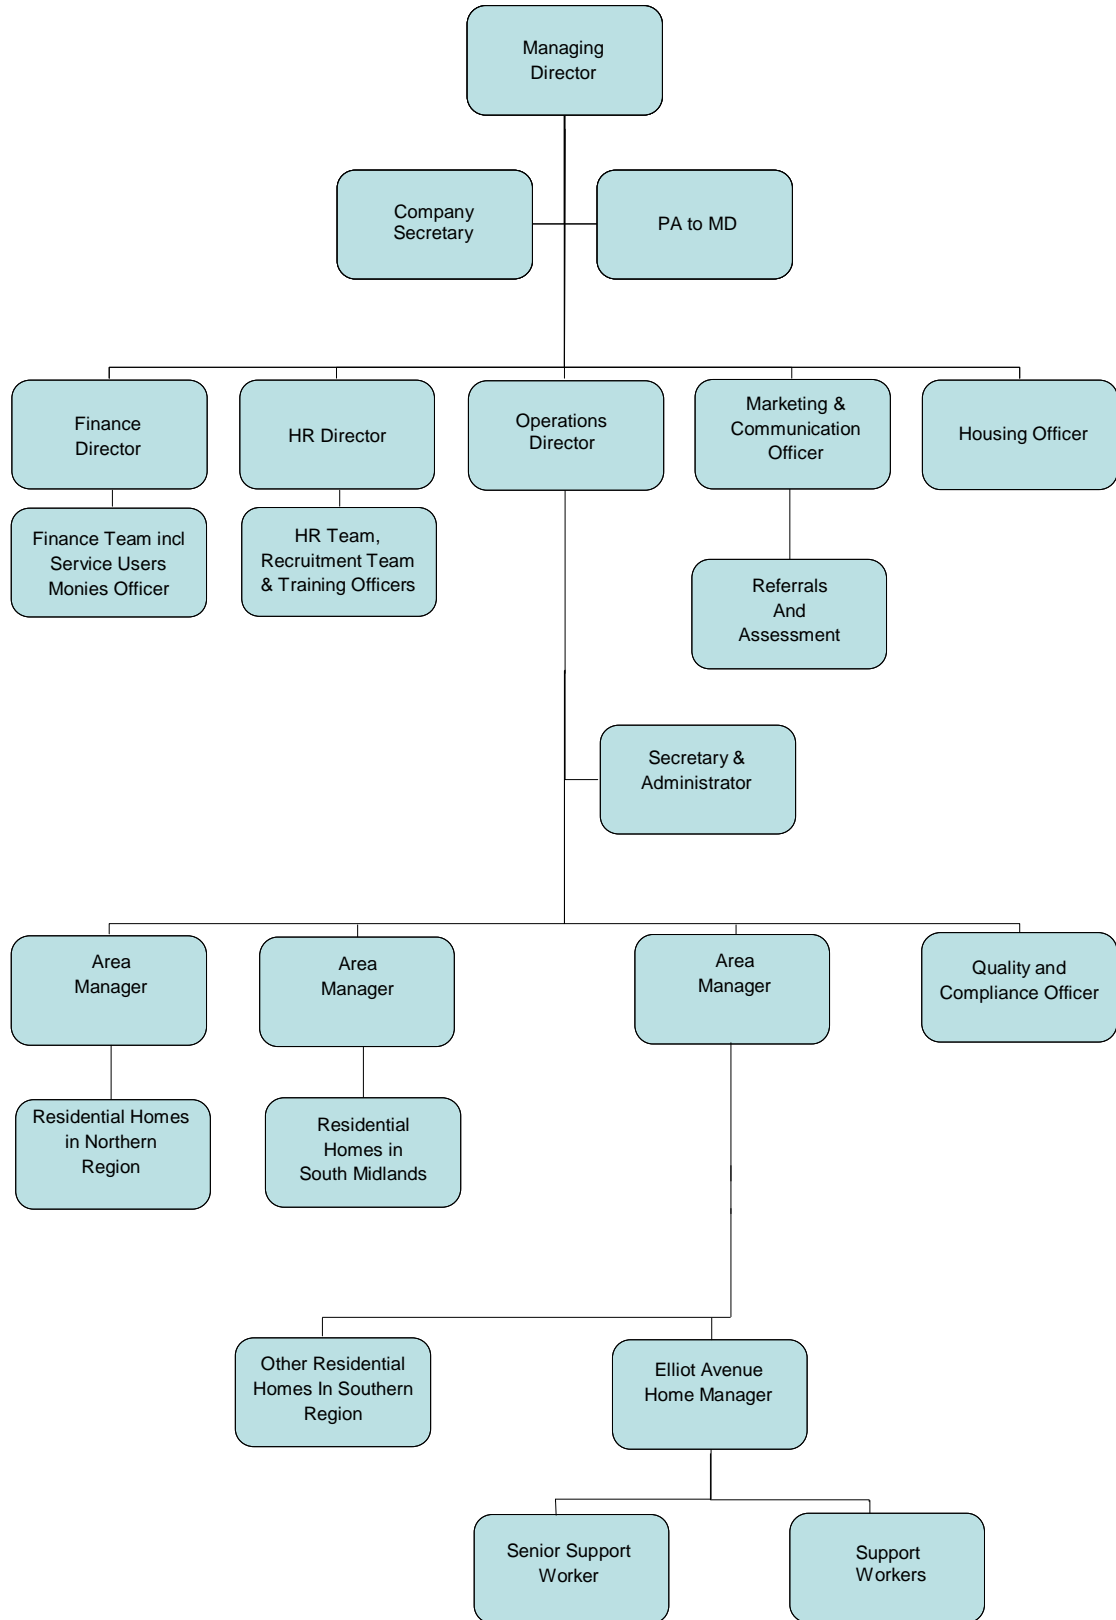 Managing
Director
Company
Secretary
PA to MD
Finance
Director
HR Director
Operations
Director
Marketing &
Communication
Officer
Housing Officer
Finance Team incl
Service Users
Monies Officer
HR Team,
Recruitment Team
& Training Officers
Referrals
And
Assessment
Secretary &
Administrator
Area
Manager
Area
Manager
Area
Manager
Quality and
Compliance Officer
Residential Homes
in Northern
Region
Residential
Homes in
South Midlands
Other Residential
Homes In Southern
Region
Elliot Avenue
Home Manager
Senior Support
Worker
Support
Workers